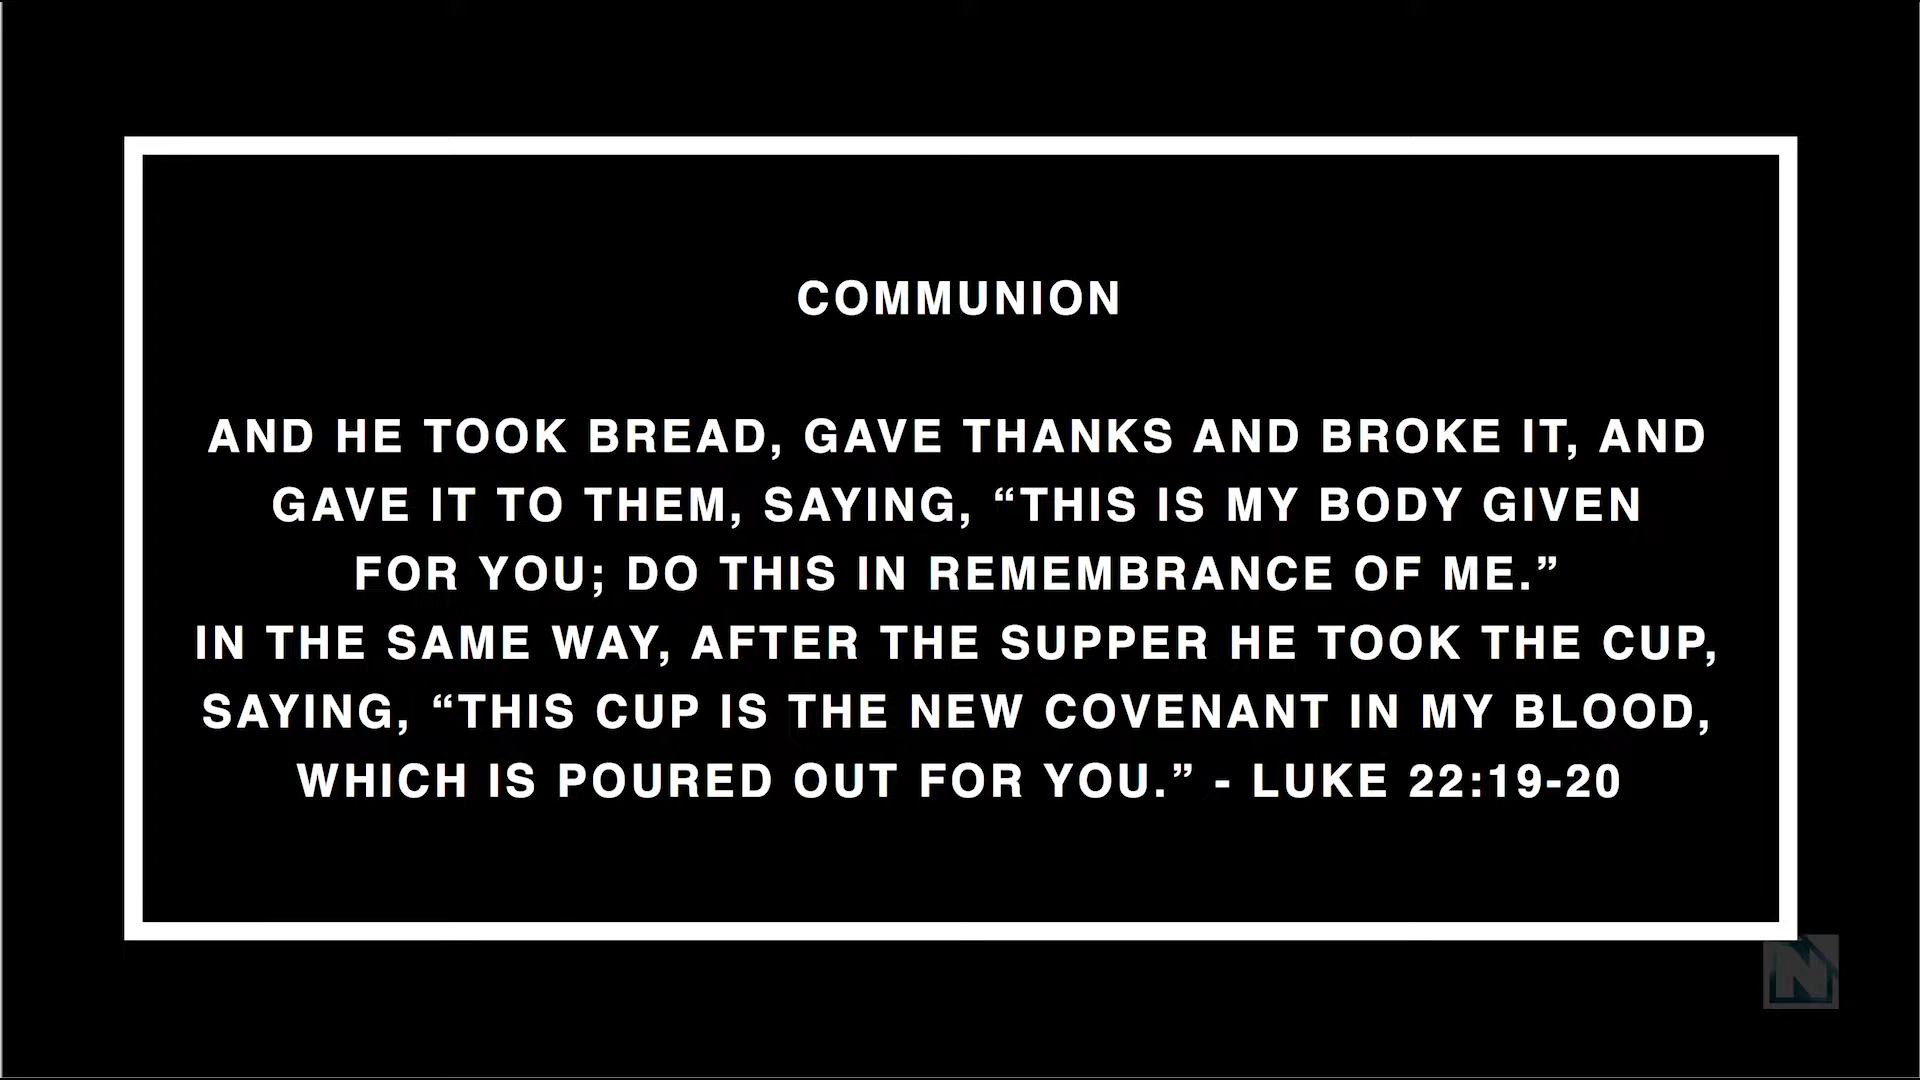 COMMUNION
AND HE TOOK BREAD, GAVE THANKS AND BROKE IT, AND
GAVE IT TO THEM, SAYING, “THIS IS MY BODY GIVEN
FOR YOU; DO THIS IN REMEMBRANCE OF ME.”
IN THE SAME WAY, AFTER THE SUPPER HE TOOK THE CUP,
SAYING, “THIS CUP IS THE NEW COVENANT IN MY BLOOD,
WHICH IS POURED OUT FOR YOU.” - LUKE 22:19-20
N